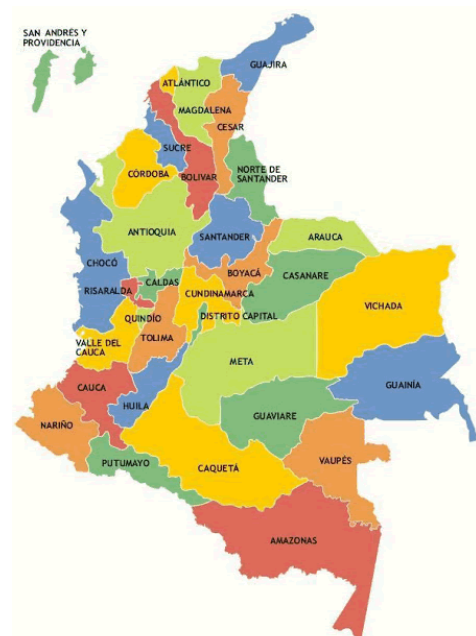 SAN ANDRÉS Y
PROVIDENCIA
GUAJIRA
ATLÁNTICO
MAGDALENA
CESAR
SUCRE
NORTE DE
SANTANDER
CÓRDOBA
BOLIVAR
ANTIOQUIA
SANTANDER
ARAUCA
CHOCÓ
BOYACÁ
CASANARE
RISARALDA
CALDAS
CUNDINAMARCA
VICHADA
QUINDÍO
DISTRITO CAPITAL
VALLE DEL
CAUCA
TOLIMA
META
CAUCA
HUILA
GUAINÍA
GUAVIARE
NARIÑO
VAUPÉS
PUTUMAYO
CAQUETÁ
AMAZONAS